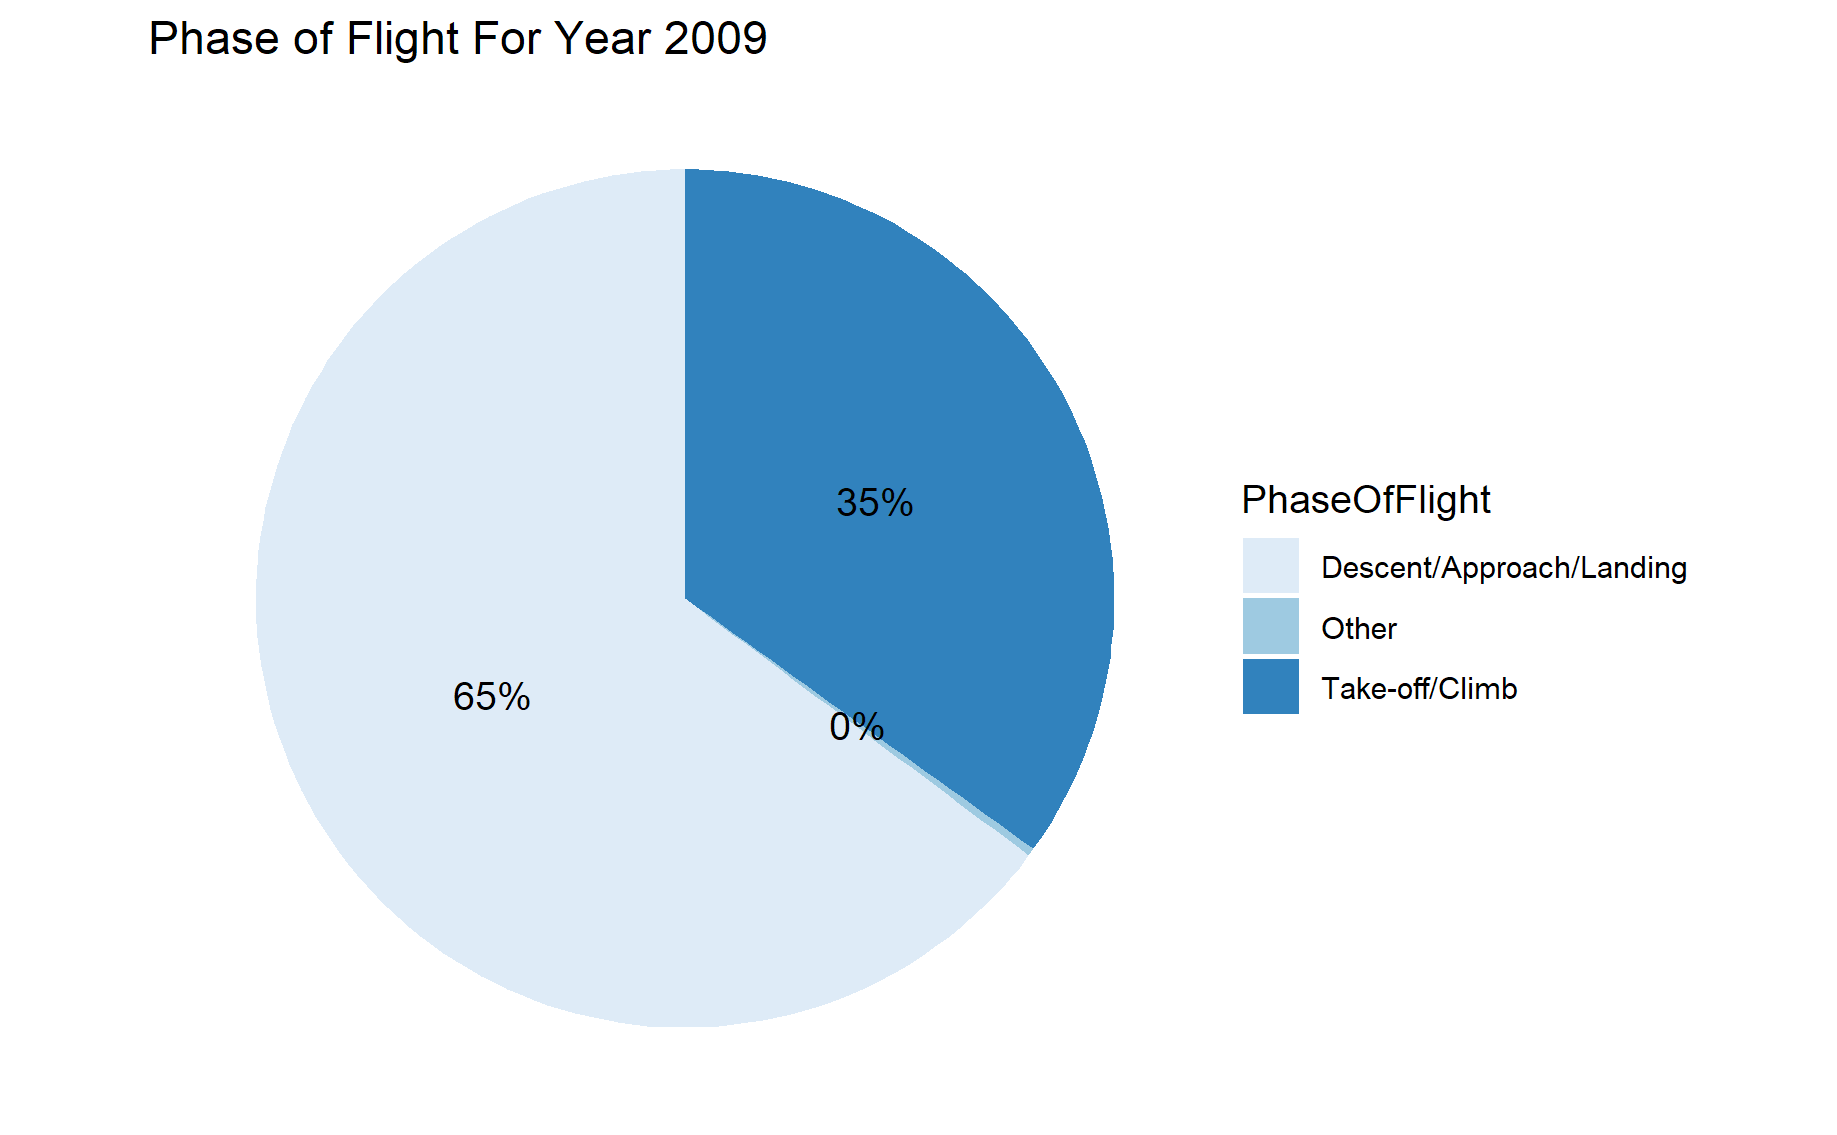 Phase of Flight For Year 2009
35%
65%
0%
PhaseOfFlight
Descent/Approach/Landing
Other
Take-off/Climb